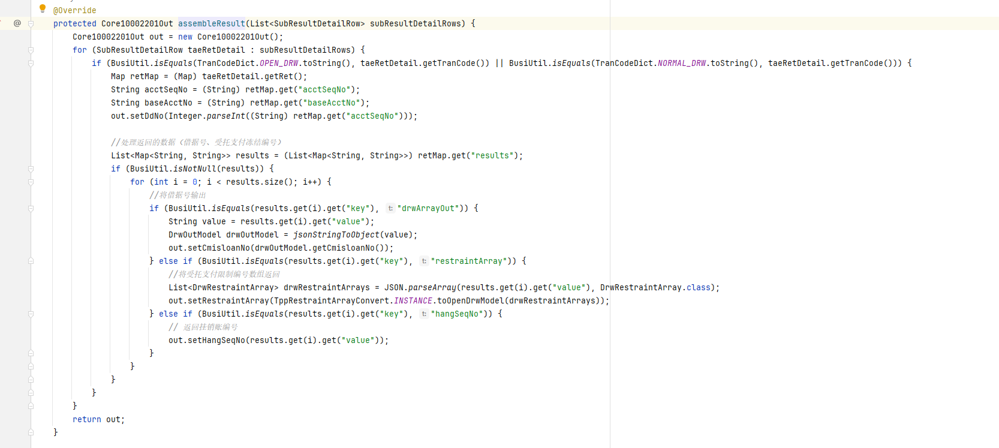 @Override
@ protected Core10002201Out assembleResult(List<SubResultDetailRow> subResultDetailRows) {
Core10002201Out out = new Core10002201Out();
for (SubResultDetailRow taeRetDetail : subResultDetailRows) {
if (BusiUtil.isEquals(TranCodeDict.OPEN_DRW.toString(), taeRetDetail.getTranCode()) || BusiUtil.isEquals(TranCodeDict.NORMAL_DRW.toString(), taeRetDetail.getTranCode())) {
Map retMap = (Map) taeRetDetail.getRet();
String acctSeqNo = (String) retMap.get("acctSeqNo");
String baseAcctNo = (String) retMap.get("baseAcctNo");
out.setDdNo(Integer.parseInt((String) retMap.get("acctSeqNo")));
//处理返回的数据（借据号、受托支付冻结编号）
List<Map<String, String>> results = (List<Map<String, String>>) retMap.get("results");
if (BusiUtil.isNotNull(results)) {
for (int i = 0; i < results.size(); i++) {
//将借据号输出
if (BusiUtil.isEquals(results.get(i).get("key"), t: "drwArrayOut")) {
String value = results.get(i).get("value");
DrwOutModel drwOutModel = jsonStringToObject(value);
out.setCmisloanNo(drwOutModel.getCmisloanNo());
} else if (BusiUtil.isEquals(results.get(i).get("key"), t: "restraintArray")) {
//将受托支付限制编号数组返回
List<DrwRestraintArray> drwRestraintArrays = JSON.parseArray(results.get(i).get("value"), DrwRestraintArray.class);
out.setRestraintArray(TppRestraintArrayConvert.INSTANCE.toOpenDrwModel(drwRestraintArrays));
} else if (BusiUtil.isEquals(results.get(i).get("key"), t: "hangSeqNo")) {
// 返回挂销账编号
out.setHangSeqNo(results.get(i).get("value"));
}
}
}
}
}
return out;
}